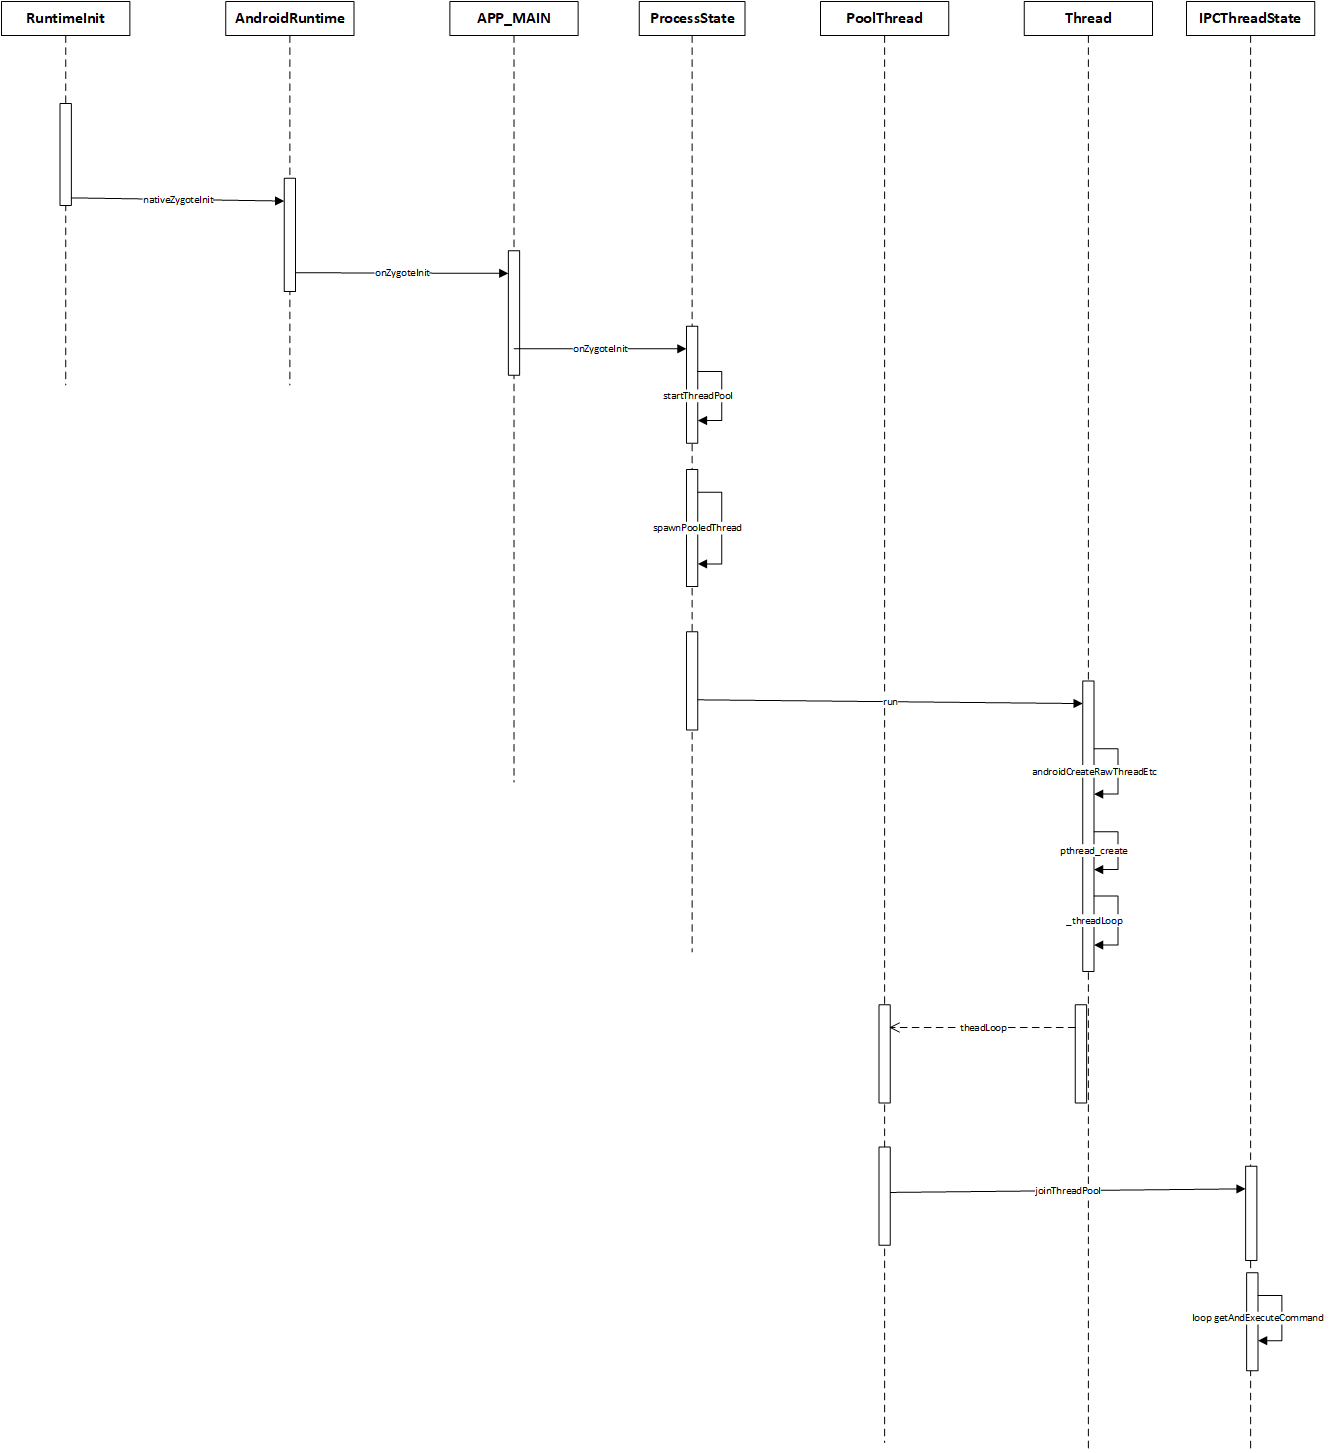 RuntimeInit
AndroidRuntime
APP_MAIN
ProcessState
PoolThread
Thread
IPCThreadState
nativeZygoteInit
onZygoteInit
onZygoteInit
startThreadPool
spawnPooledThread
run
androidCreateRawThreadEtc
pthread_create
_threadLoop
theadLoop
joinThreadPool
loop getAndExecuteCommand